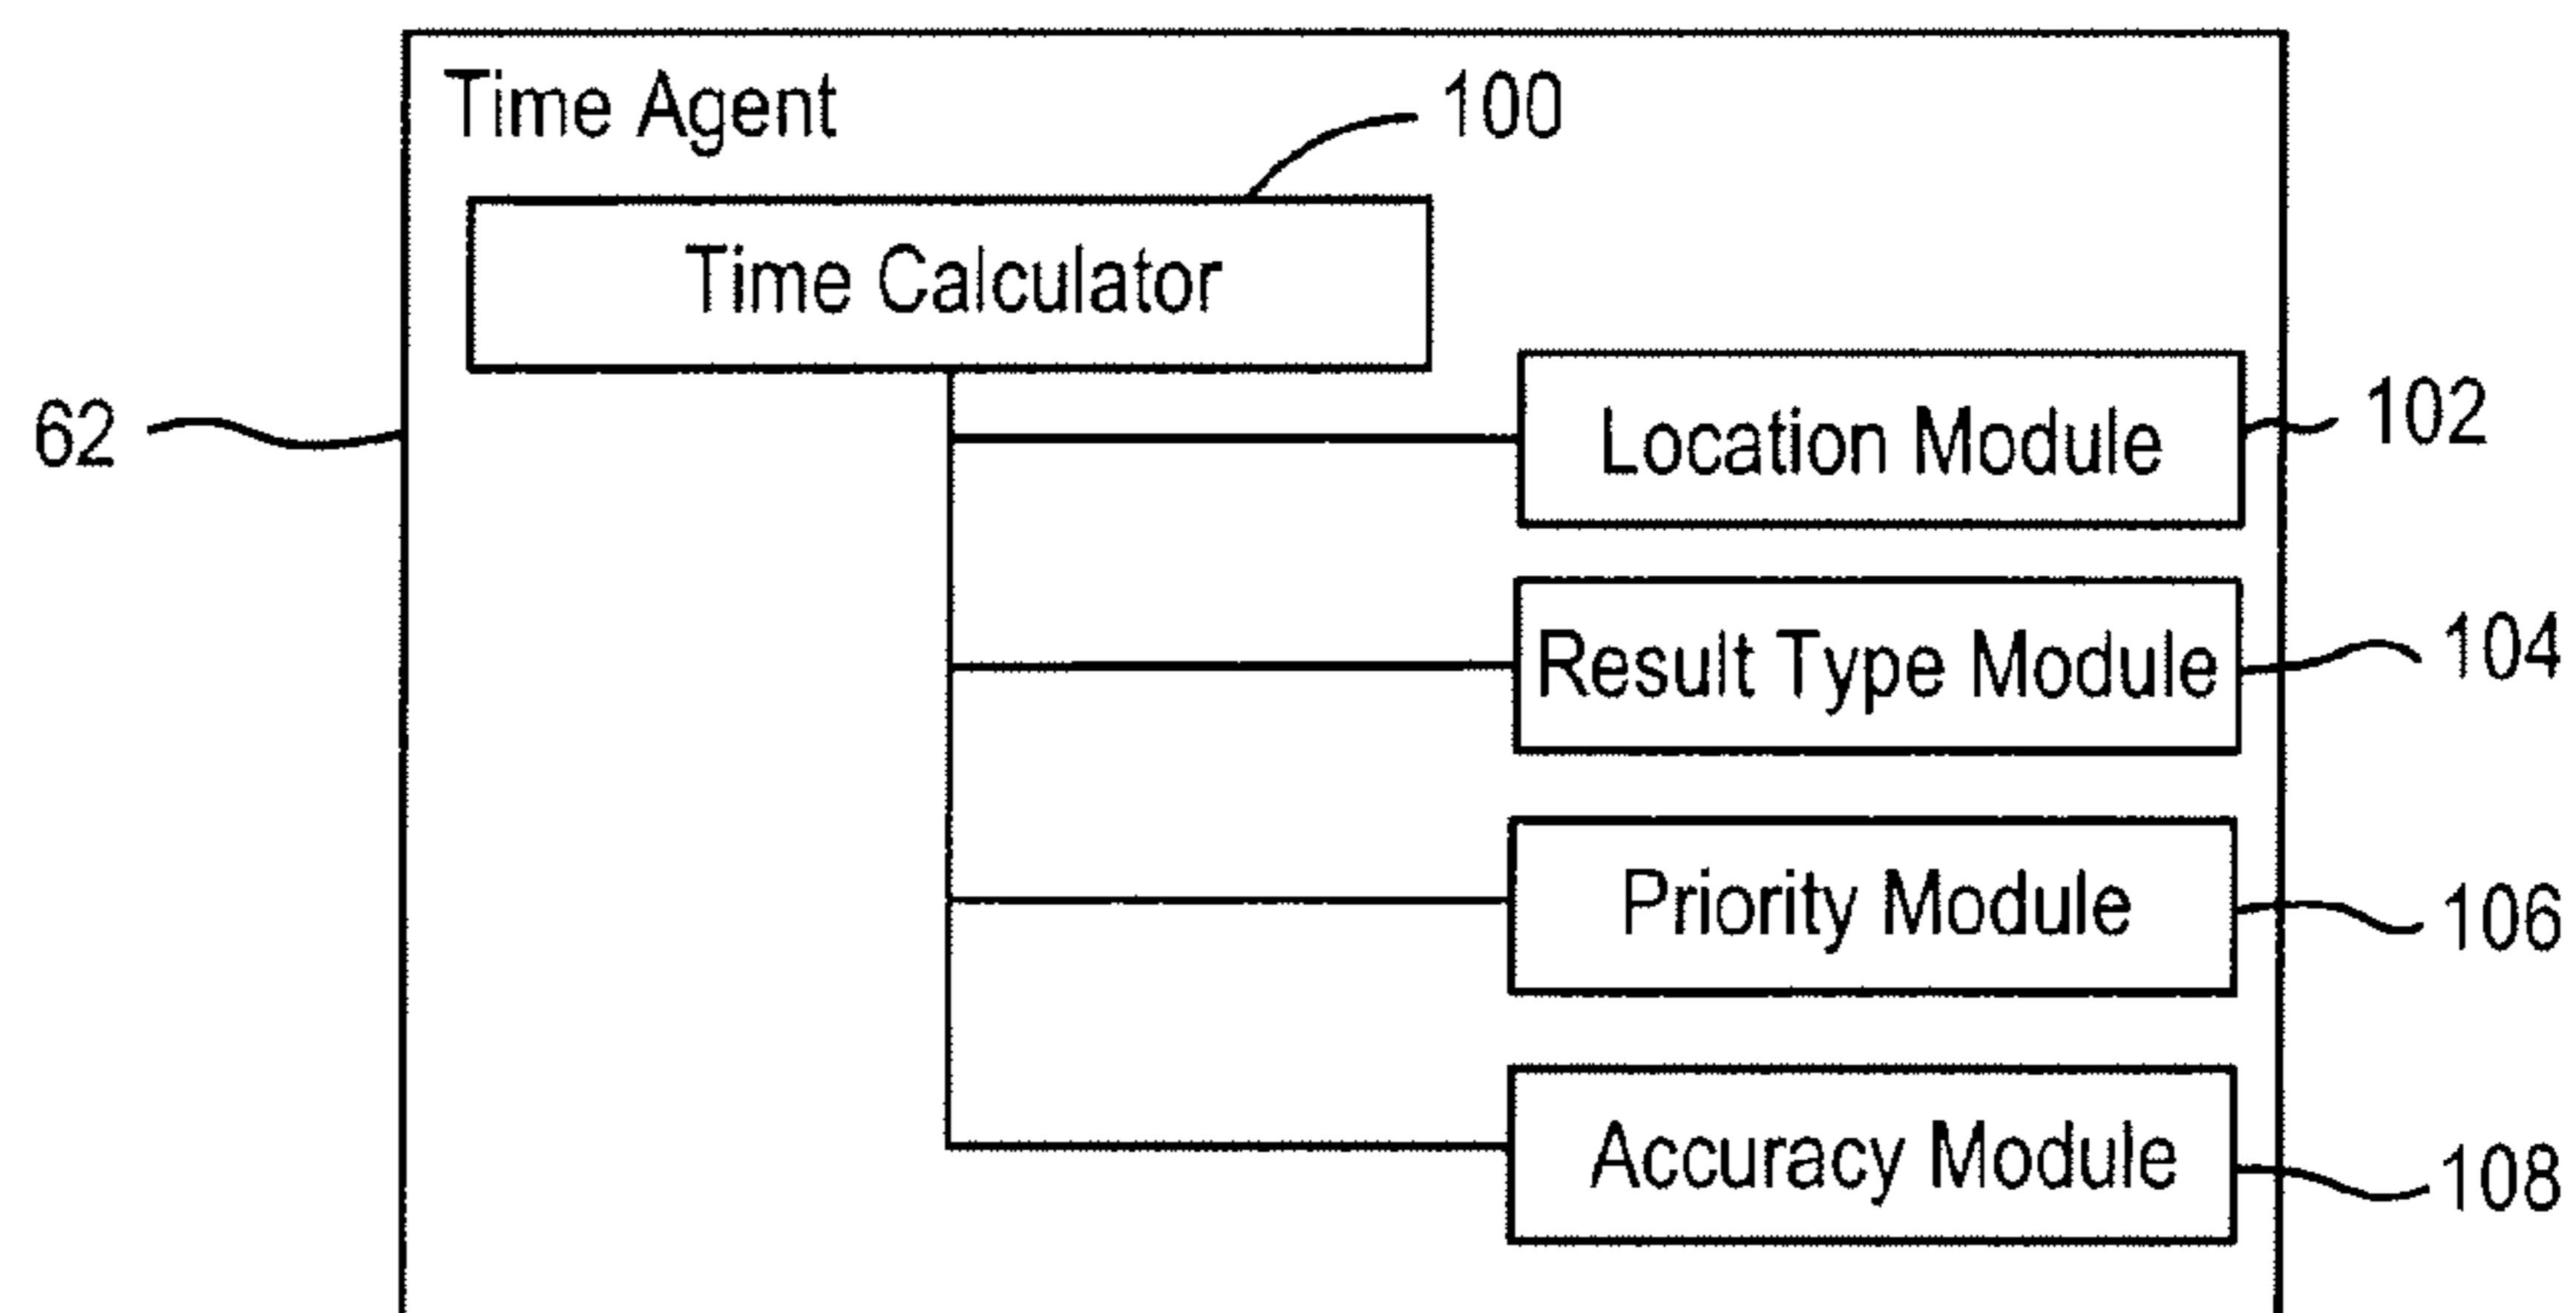 Time Agent
100
Time Calculator
62
Location Module
102
Result Type Module
104
Priority Module
106
Accuracy Module
108